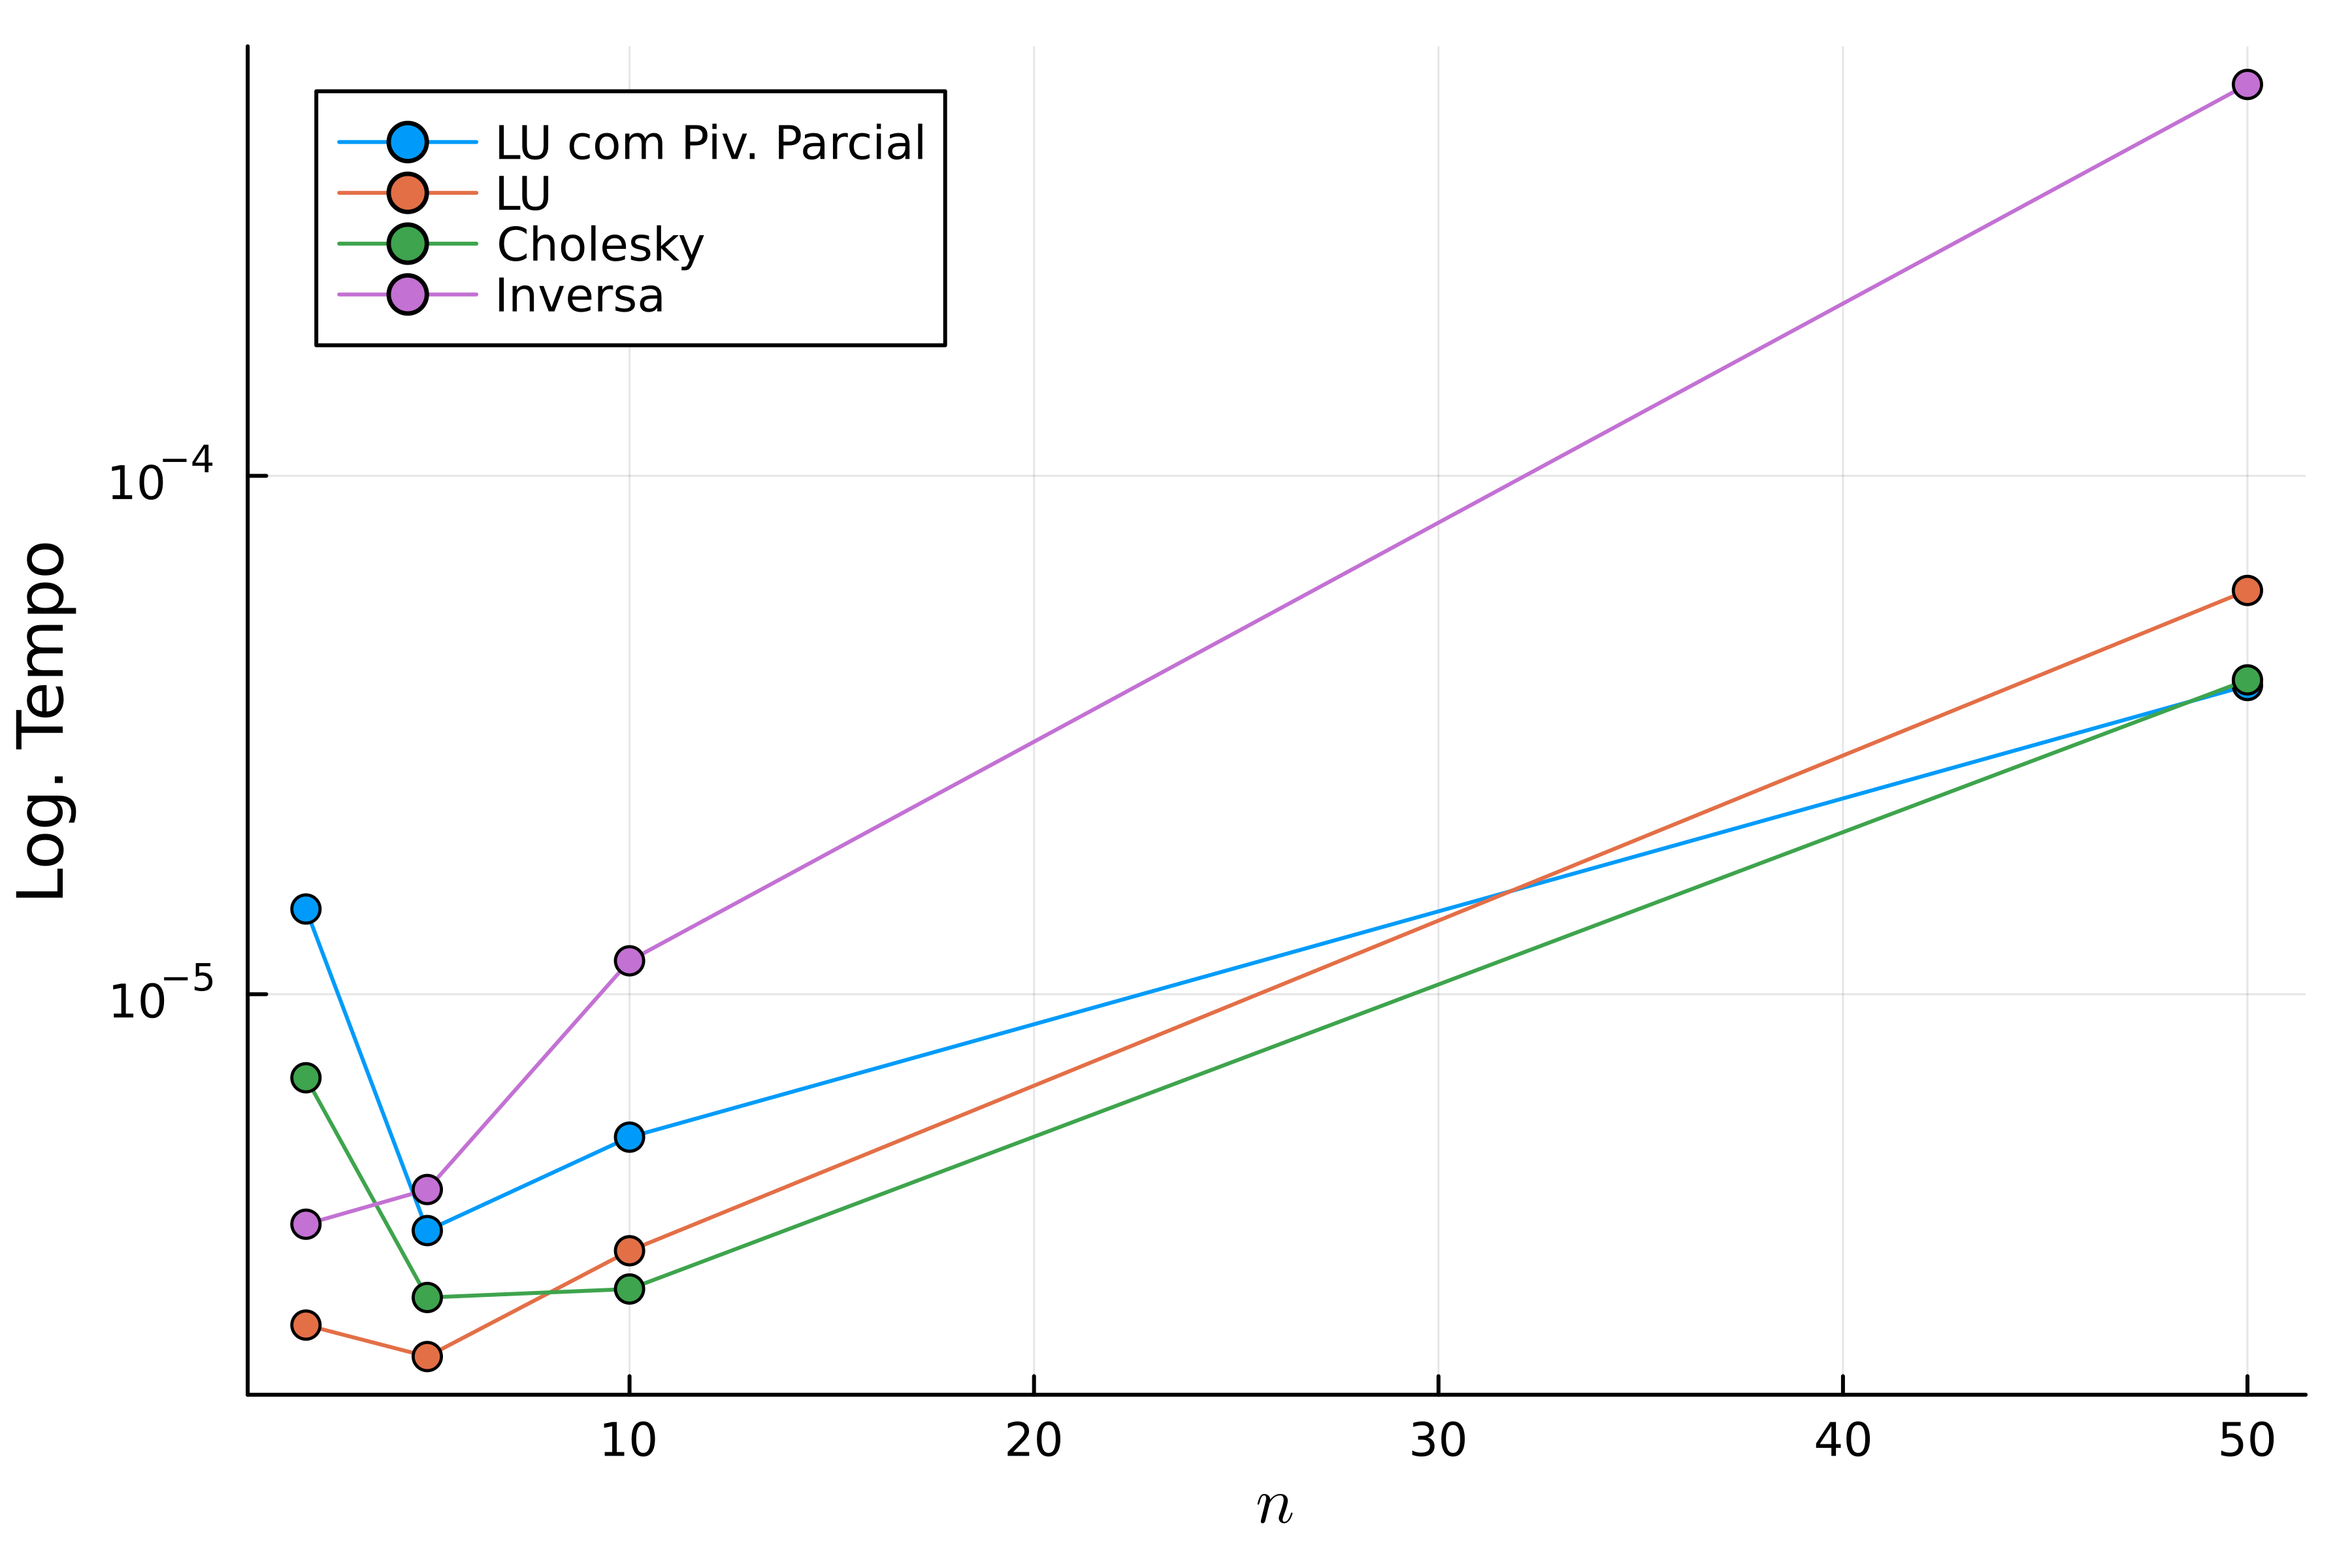 LU com Piv. Parcial
LU
Cholesky
Inversa
10⁻⁴
10⁻⁵
Log. Tempo
10 20 30 40 50
n